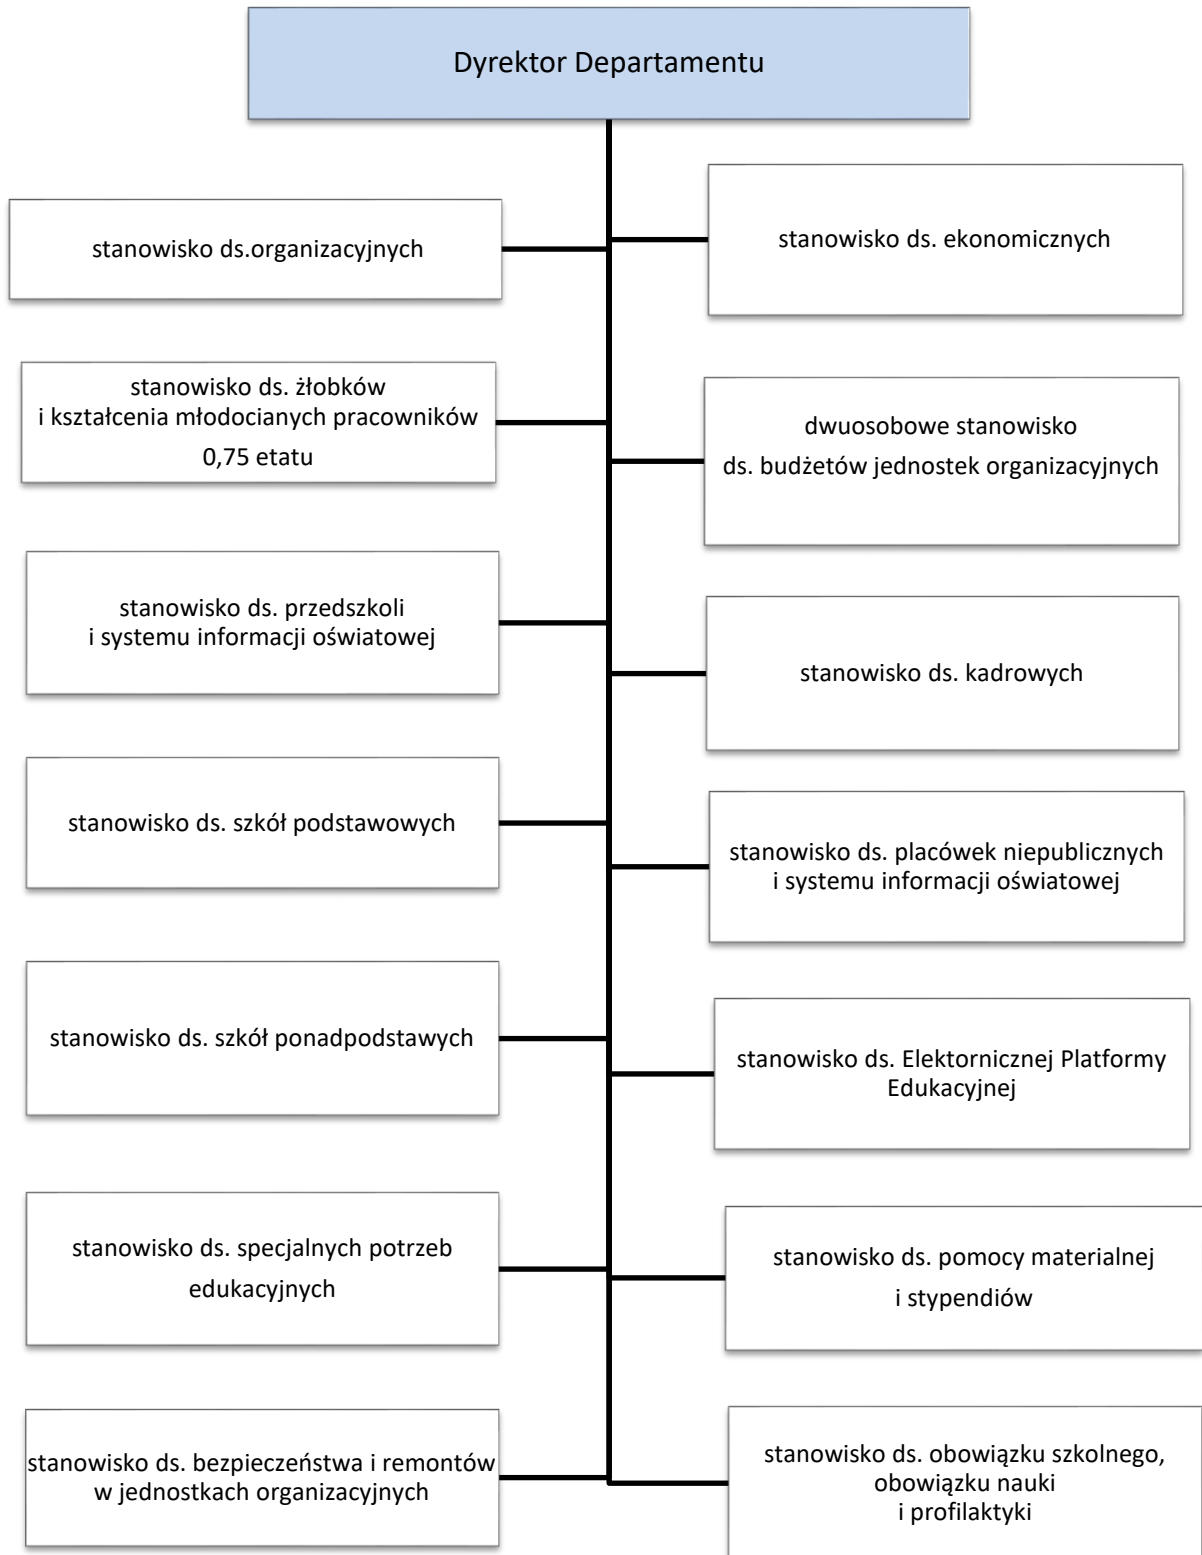 Dyrektor Departamentu
stanowisko ds.organizacyjnych
stanowisko ds. ekonomicznych
stanowisko ds. żłobków
i kształcenia młodocianych pracowników
0,75 etatu
dwuosobowe stanowisko
ds. budżetów jednostek organizacyjnych
stanowisko ds. przedszkoli
i systemu informacji oświatowej
stanowisko ds. kadrowych
stanowisko ds. szkół podstawowych
stanowisko ds. placówek niepublicznych
i systemu informacji oświatowej
stanowisko ds. szkół ponadpodstawych
stanowisko ds. Elektornicznej Platformy
Edukacyjnej
stanowisko ds. specjalnych potrzeb
edukacyjnych
stanowisko ds. pomocy materialnej
i stypendiów
stanowisko ds. bezpieczeństwa i remontów
w jednostkach organizacyjnych
stanowisko ds. obowiązku szkolnego,
obowiązku nauki
i profilaktyki